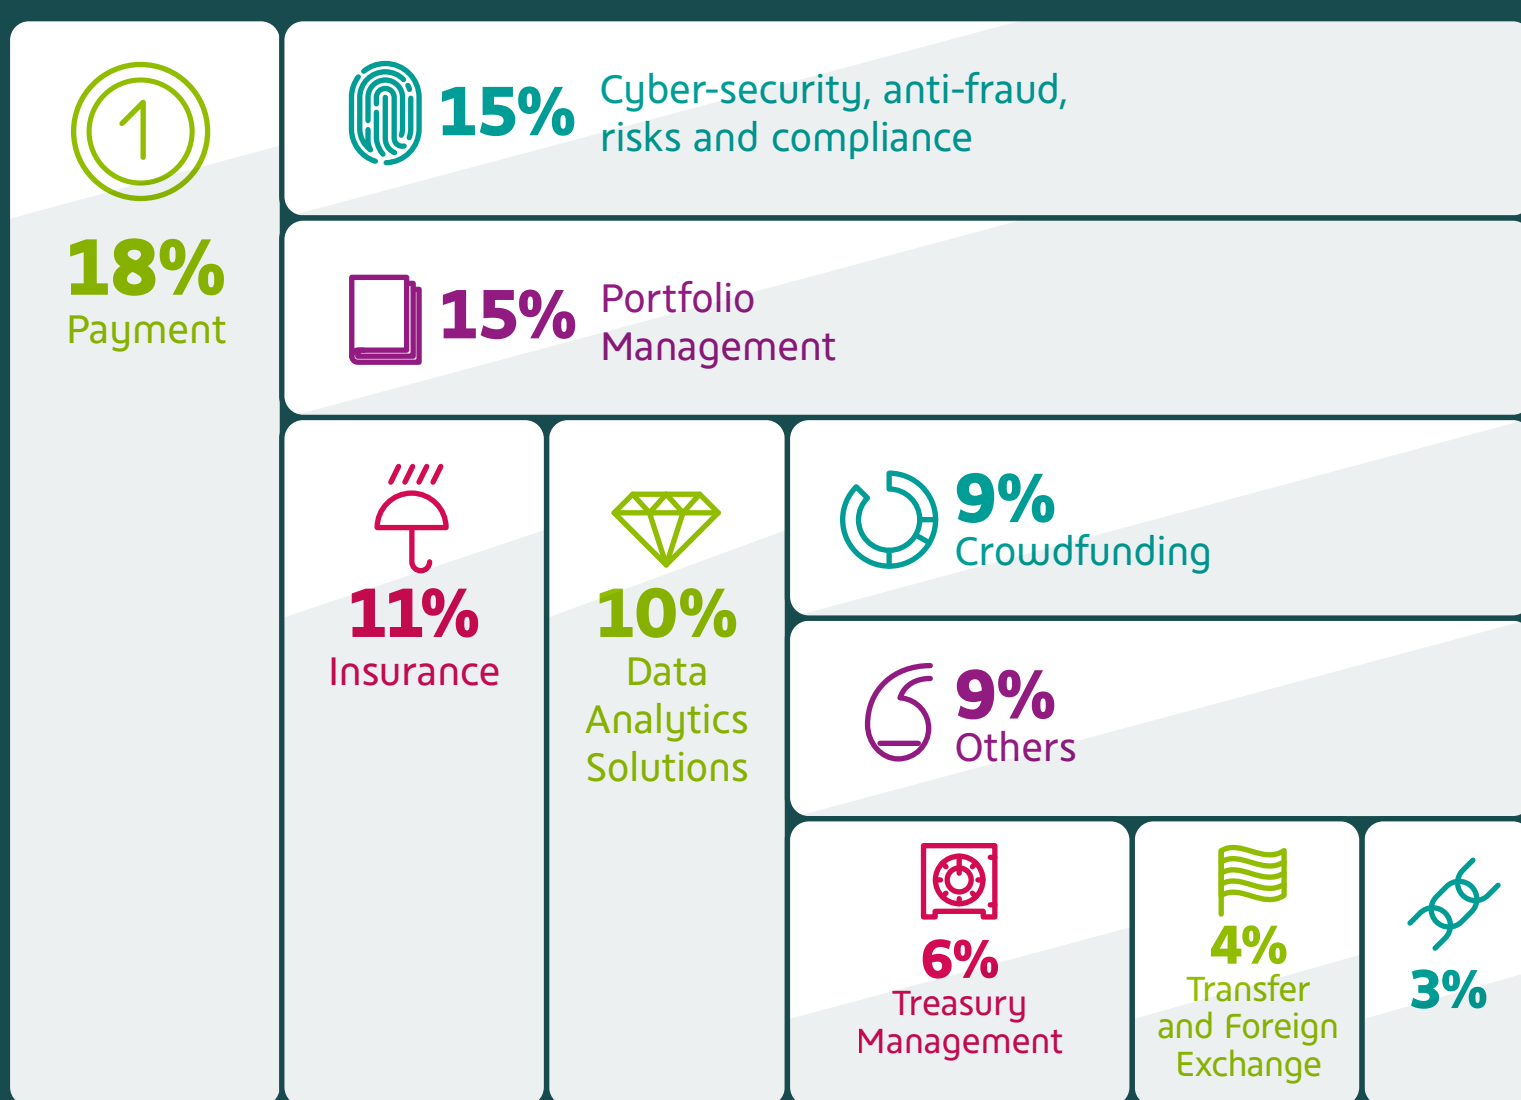 1
18%
Payment
15%
Cyber-security, anti-fraud,
risks and compliance
15%
Portfolio
Management
11%
Insurance
10%
Data
Analytics
Solutions
9%
Crowdfunding
9%
Others
6%
Treasury
Management
4%
Transfer
and Foreign
Exchange
3%